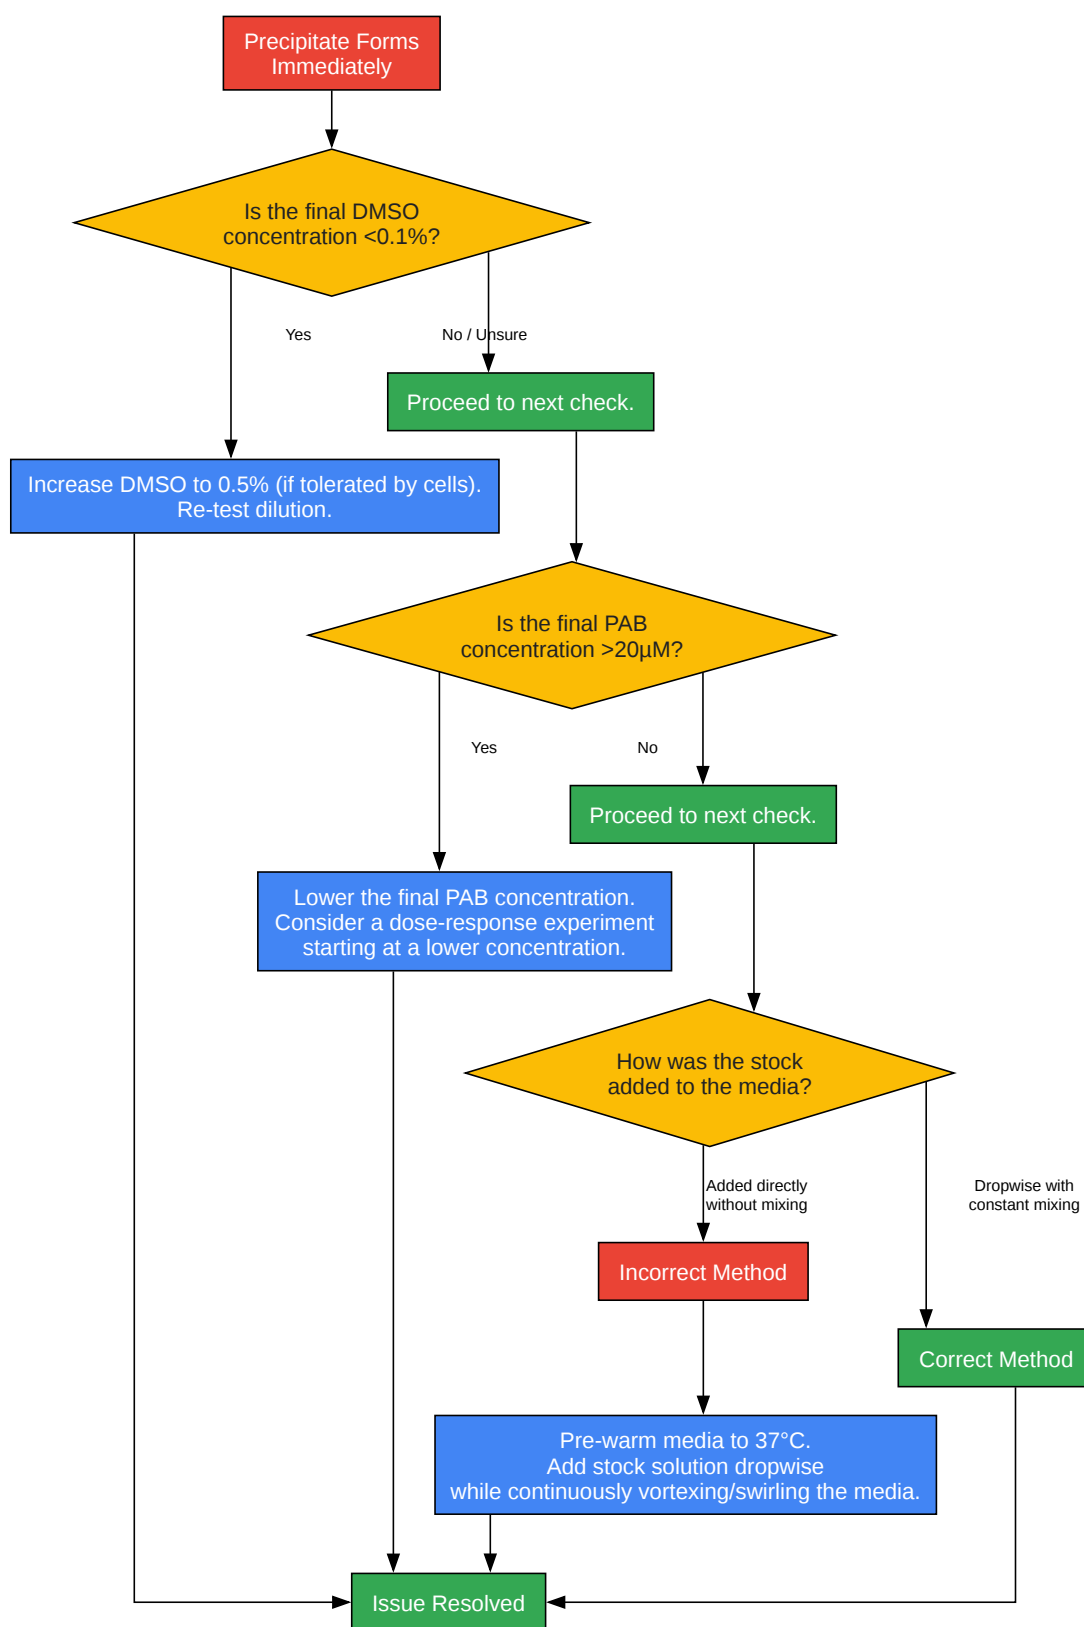 Precipitate Forms
Immediately
Is the final DMSO
concentration <0.1%?
Yes
No / Unsure
Proceed to next check.
Increase DMSO to 0.5% (if tolerated by cells).
Re-test dilution.
Is the final PAB
concentration >20µM?
Yes
No
Proceed to next check.
Lower the final PAB concentration.
Consider a dose-response experiment
starting at a lower concentration.
How was the stock
added to the media?
Added directly
without mixing
Dropwise with
constant mixing
Incorrect Method
Correct Method
Pre-warm media to 37°C.
Add stock solution dropwise
while continuously vortexing/swirling the media.
Issue Resolved